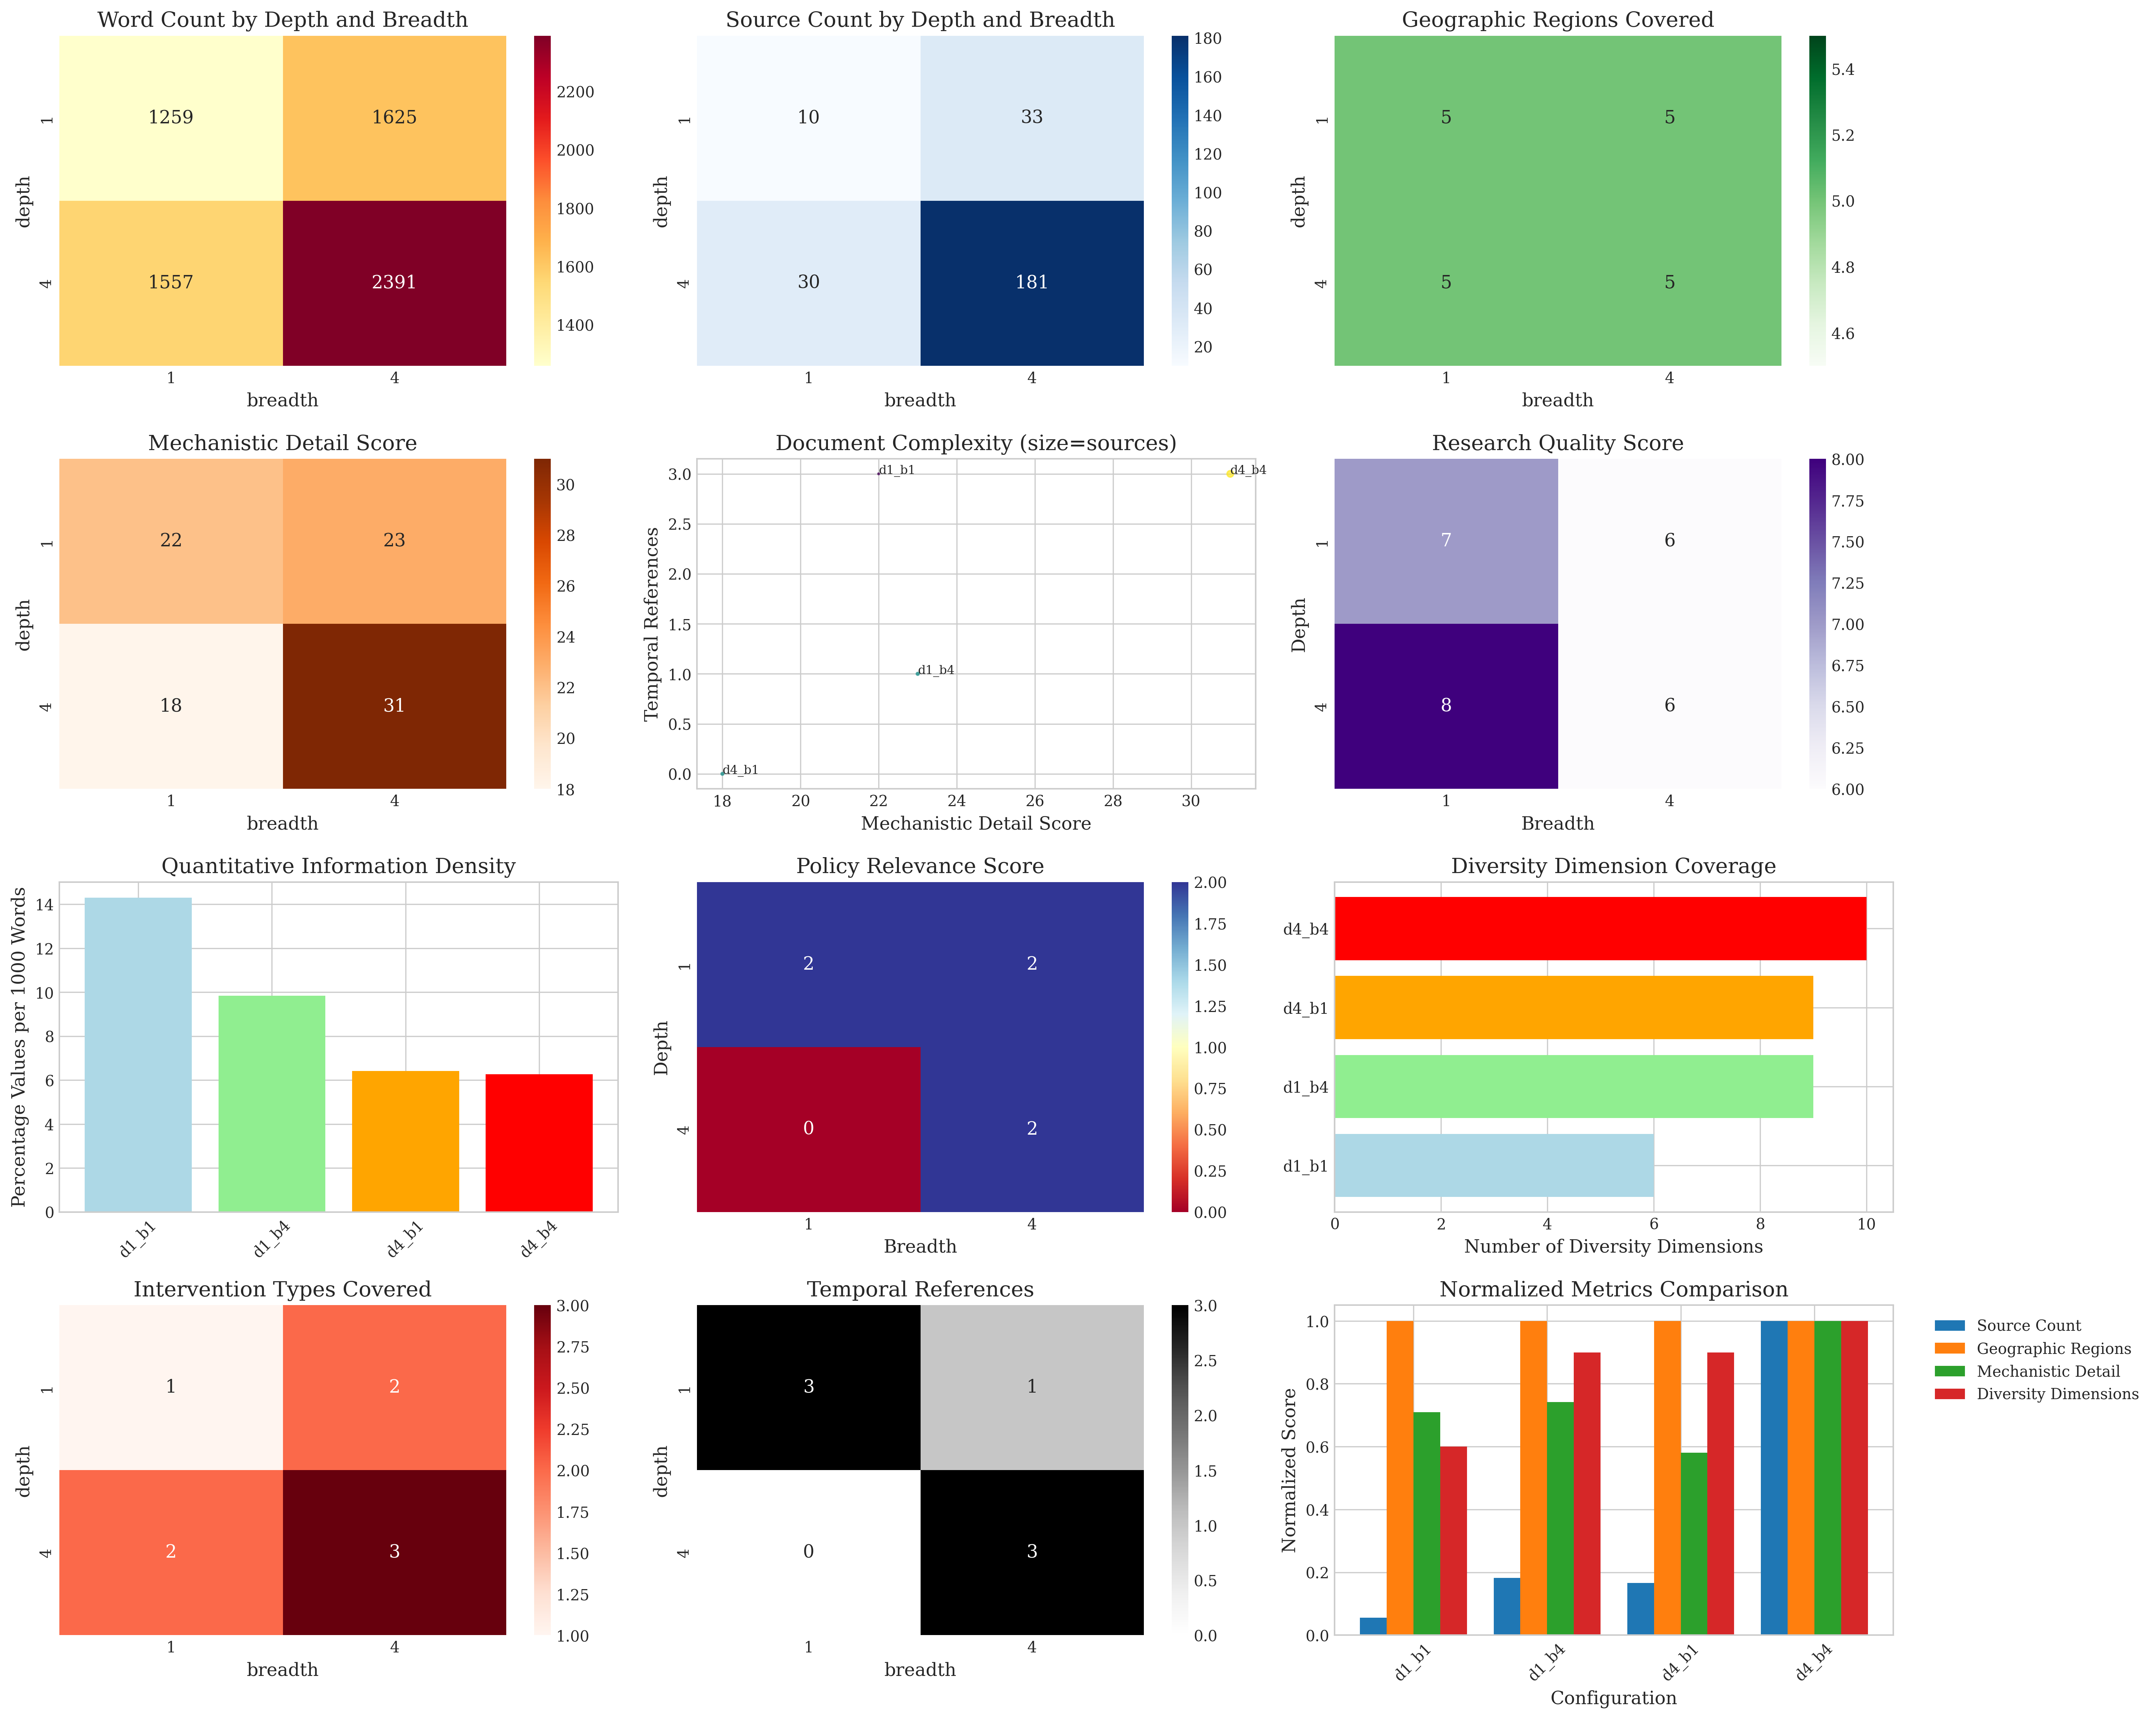 Word Count by Depth and Breadth
1259 1625
1557 2391
1
4
depth
1 4
breadth
2200
2000
1800
1600
1400
Source Count by Depth and Breadth
10 33
30 181
1
4
depth
1 4
breadth
180
160
140
120
100
80
60
40
20
Geographic Regions Covered
5 5
5 5
1
4
depth
1 4
breadth
5.4
5.2
5.0
4.8
4.6
Mechanistic Detail Score
22 23
18 31
1
4
depth
1 4
breadth
30
28
26
24
22
20
18
Document Complexity (size=sources)
3.0
2.5
2.0
1.5
1.0
0.5
0.0
Temporal References
d1_b1
d4_b4
d1_b4
d4_b1
18 20 22 24 26 28 30
Mechanistic Detail Score
Research Quality Score
7 6
8 6
1
4
Depth
1 4
Breadth
8.00
7.75
7.50
7.25
7.00
6.75
6.50
6.25
6.00
Quantitative Information Density
Percentage Values per 1000 Words
14
12
10
8
6
4
2
0
d1_b1 d1_b4 d4_b1 d4_b4
Policy Relevance Score
2 2
0 2
1
4
Depth
1 4
Breadth
2.00
1.75
1.50
1.25
1.00
0.75
0.50
0.25
0.00
Diversity Dimension Coverage
d4_b4
d4_b1
d1_b4
d1_b1
0 2 4 6 8 10
Number of Diversity Dimensions
Intervention Types Covered
1 2
2 3
1
4
depth
1 4
breadth
3.00
2.75
2.50
2.25
2.00
1.75
1.50
1.25
1.00
Temporal References
3 1
0 3
1
4
depth
1 4
breadth
3.0
2.5
2.0
1.5
1.0
0.5
0.0
Normalized Metrics Comparison
Normalized Score
1.0
0.8
0.6
0.4
0.2
0.0
d1_b1 d1_b4 d4_b1 d4_b4
Configuration
Source Count
Geographic Regions
Mechanistic Detail
Diversity Dimensions